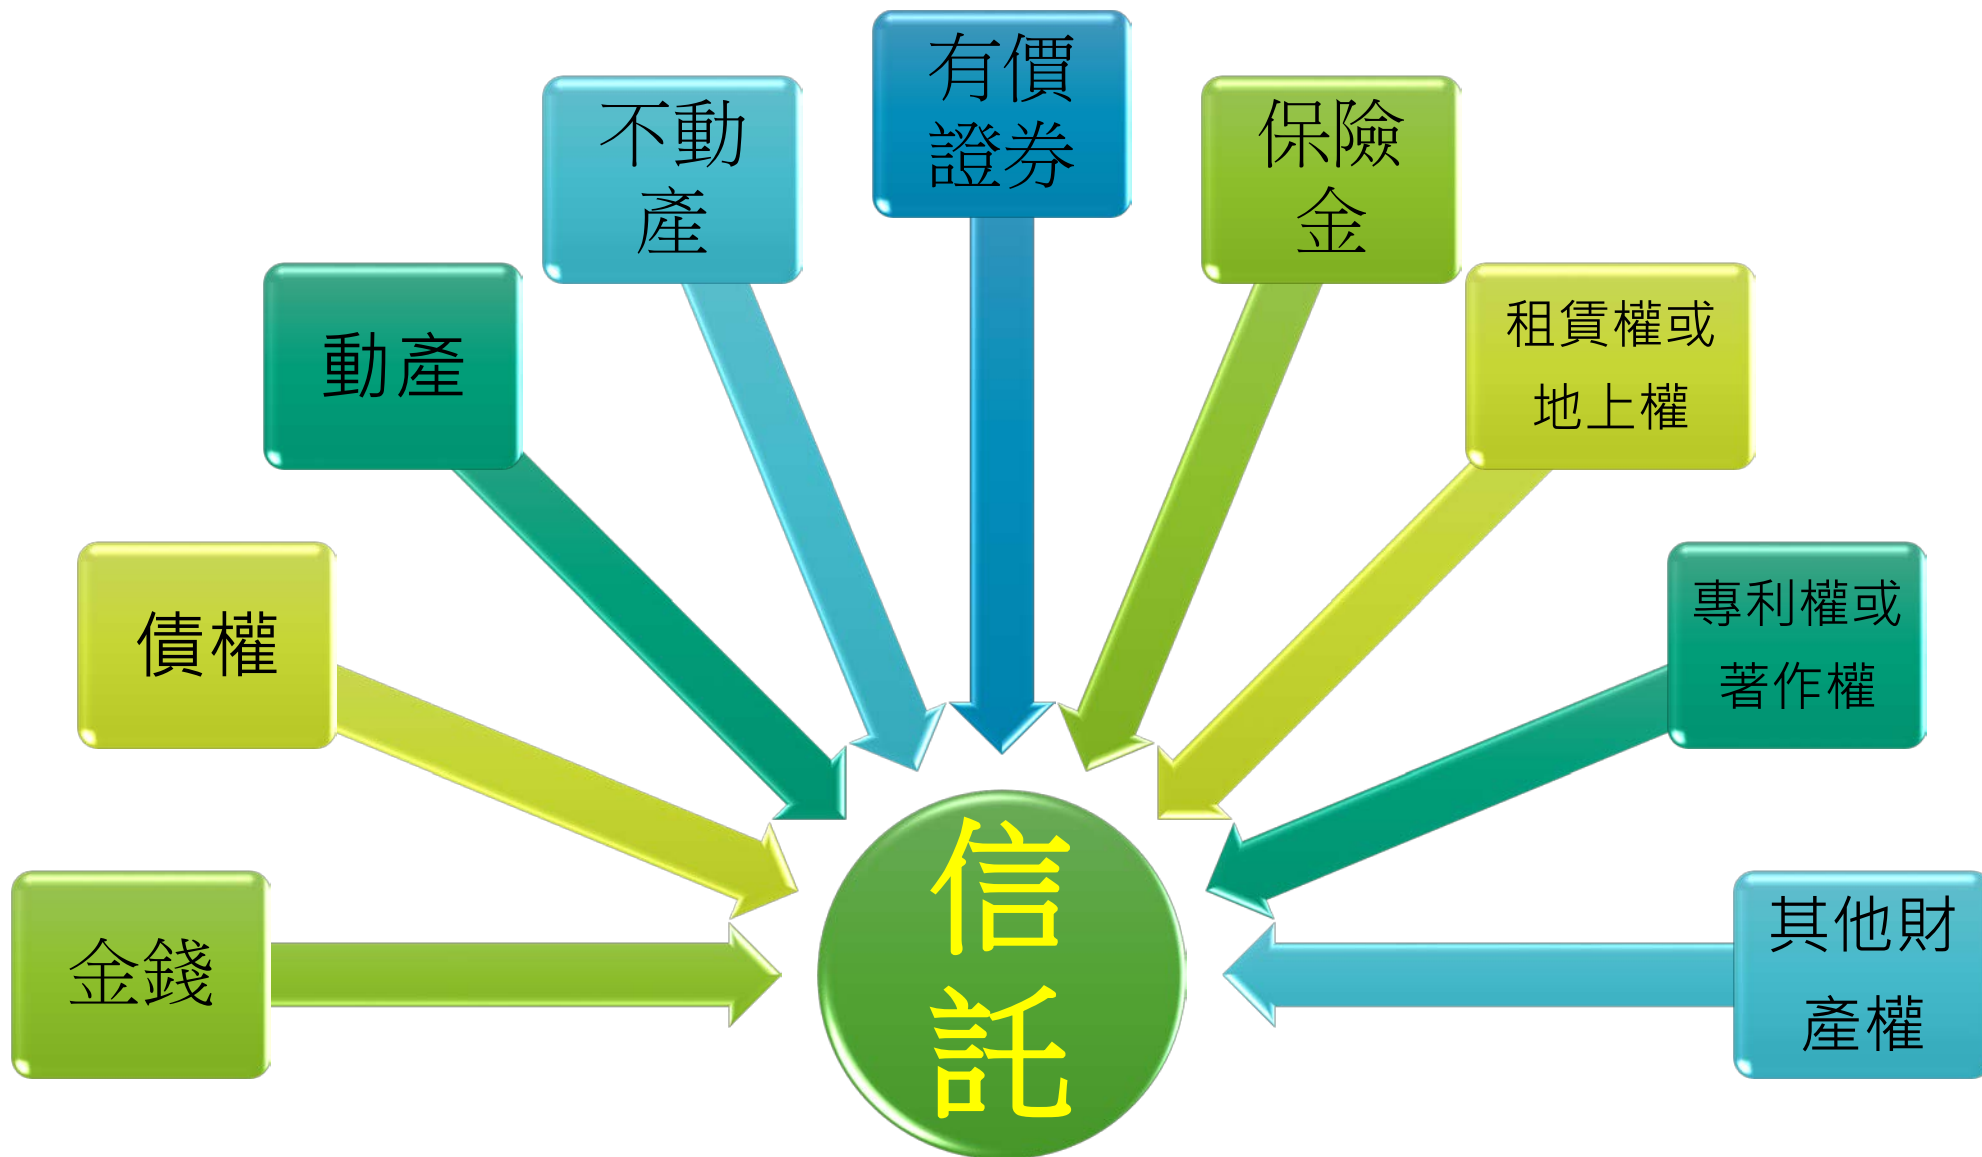 金錢
債權
動產
不動
產
有價
證券
保險
金
租賃權或
地上權
專利權或
著作權
其他財
產權
信
託